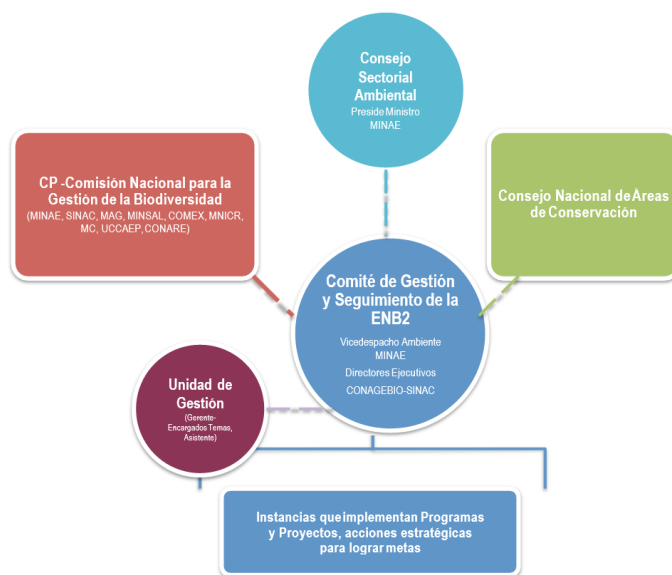 Consejo
Sectorial
Ambiental
Preside Ministro
MINAE
CP -Comisión Nacional para la
Gestión de la Biodiversidad
(MINAE, SINAC, MAG, MINSAL, COMEX, MNICR,
MC, UCCAEP, CONARE)
Consejo Nacional de Áreas
de Conservación
Comité de Gestión
y Seguimiento de la
ENB2
Vicedespacho Ambiente
MINAE
Directores Ejecutivos
CONAGEBIO-SINAC
Unidad de
Gestión
(Gerente-
Encargados Temas,
Asistente)
Instancias que implementan Programas
y Proyectos, acciones estratégicas
para lograr metas